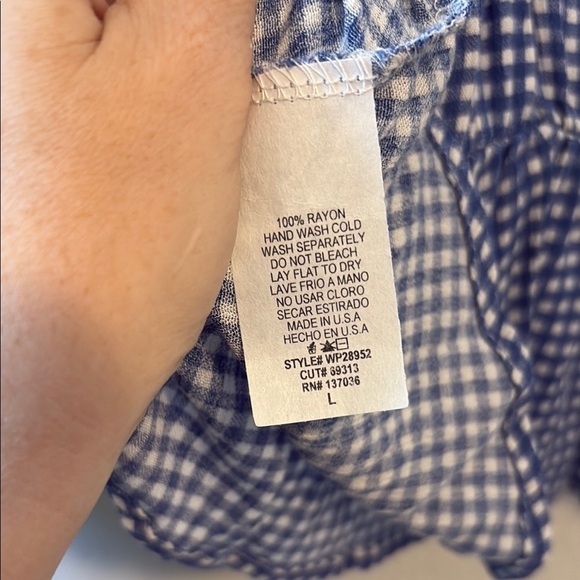 100% RAYON
HAND WASH COLD
WASH SEPARATELY
DO NOT BLEACH
LAY FLAT TO DRY
LAVE FRIO A MANO
NO USAR CLORO
SECAR ESTIRADO
MADE IN U.S.A
HECHO EN U.S.A
STYLE# WP28952
CUT# 69313
RN# 137036
L